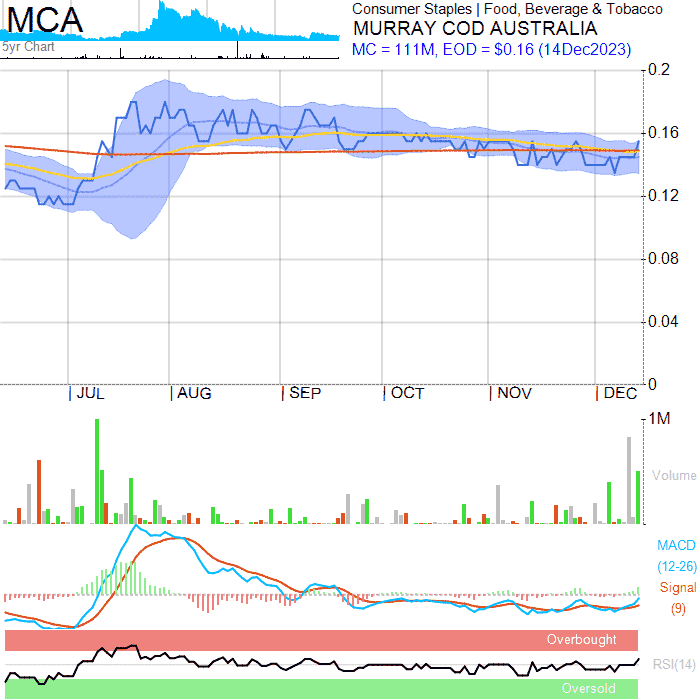 MCA
5yr Chart
Consumer Staples | Food, Beverage & Tobacco
MURRAY COD AUSTRALIA
MC = 111M, EOD = $0.16 (14Dec2023)
0.2
0.16
0.12
0.08
0.04
0
| JUL | AUG | SEP | OCT | NOV | DEC
1M
Volume
MACD
(12-26)
Signal
(9)
Overbought
RSI(14)
Oversold